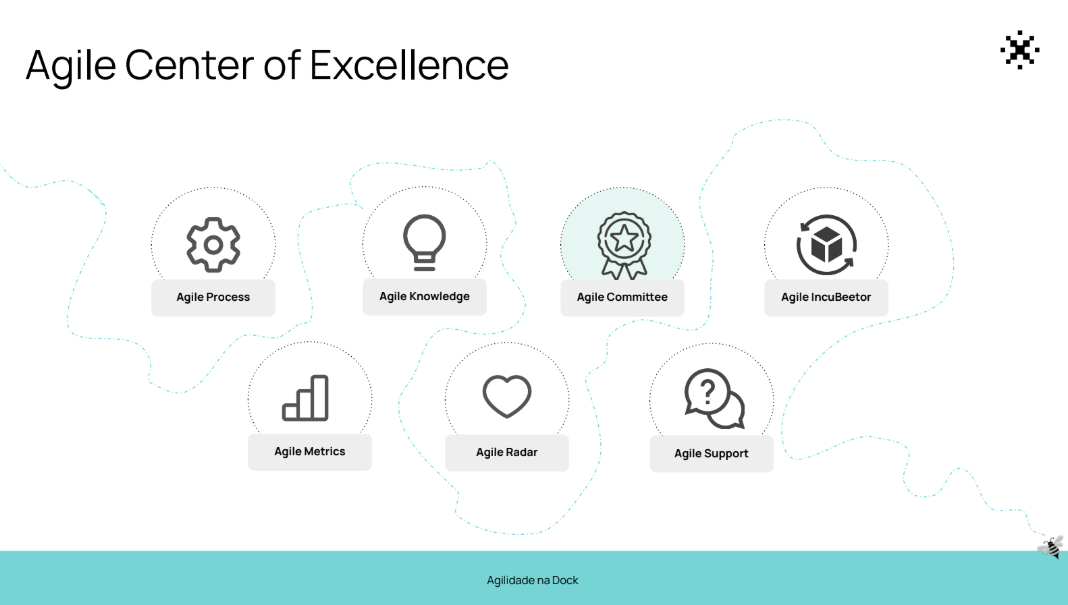 Agile Center of Excellence
Agile Process
Agile Knowledge
Agile Committee
Agile IncuBeetor
Agile Metrics
Agile Radar
Agile Support
Agilidade na Dock